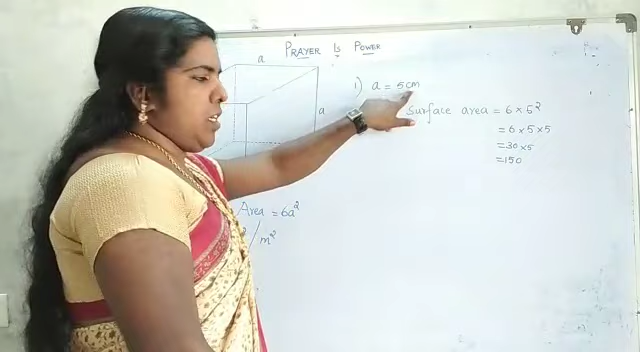 PRAYER IS POWER
a
a
1) a = 5cm
Surface area = 6 × 5²
= 6 × 5 × 5
= 30 × 5
= 150
Area = 6a²
/ m²